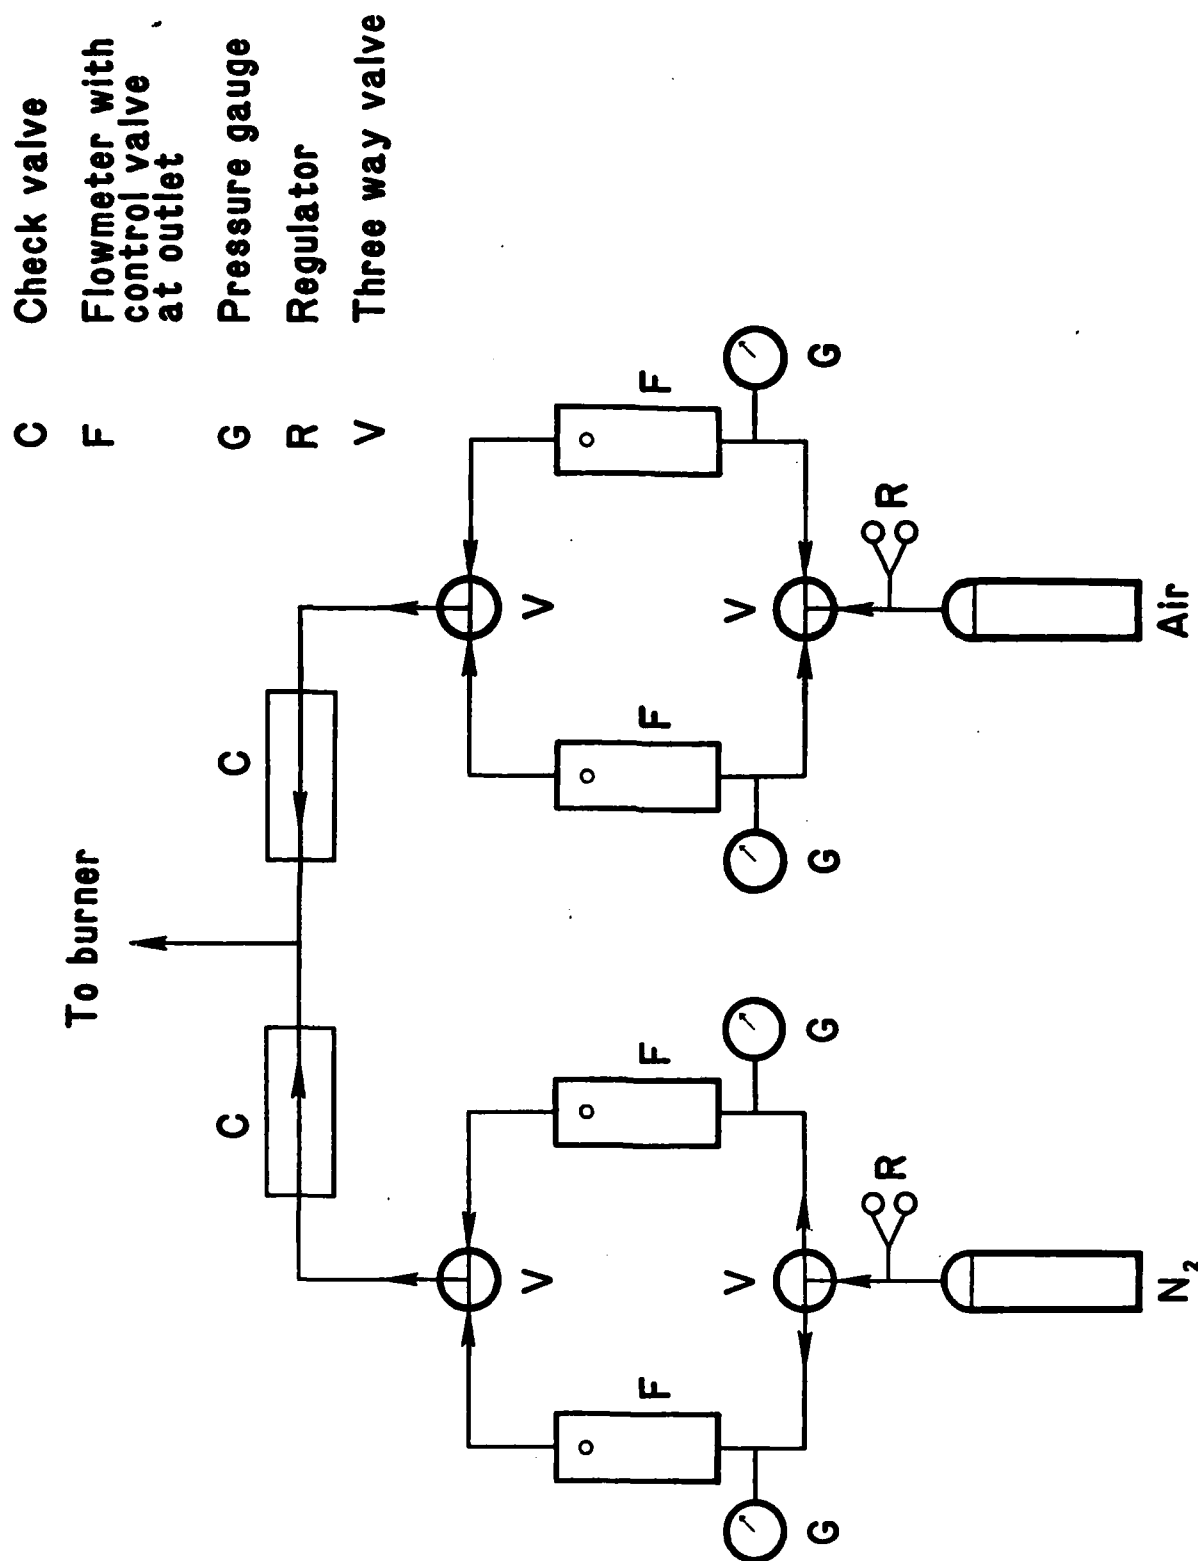 C Check valve
F Flowmeter with
control valve
at outlet
G Pressure gauge
R Regulator
V Three way valve
To burner
C
C
V
V
F
F
F
F
G
G
G
G
V
V
R
R
N₂
Air